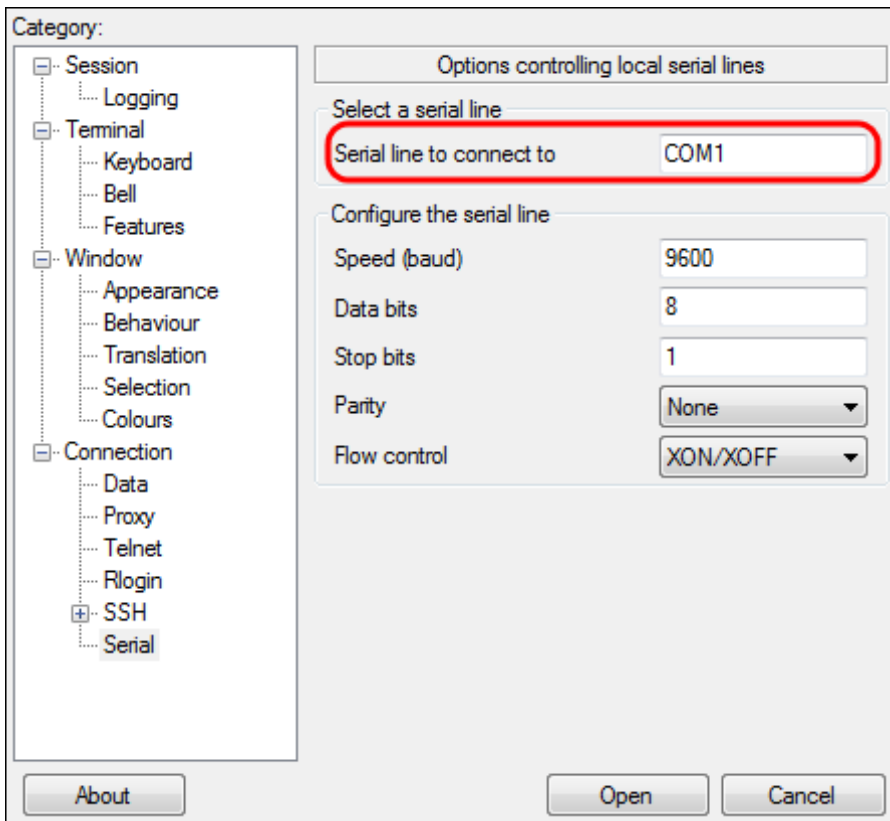 Category:
Session
Logging
Terminal
Keyboard
Bell
Features
Window
Appearance
Behaviour
Translation
Selection
Colours
Connection
Data
Proxy
Telnet
Rlogin
SSH
Serial
Options controlling local serial lines
Select a serial line
Serial line to connect to COM1
Configure the serial line
Speed (baud) 9600
Data bits 8
Stop bits 1
Parity None
Flow control XON/XOFF
About Open Cancel